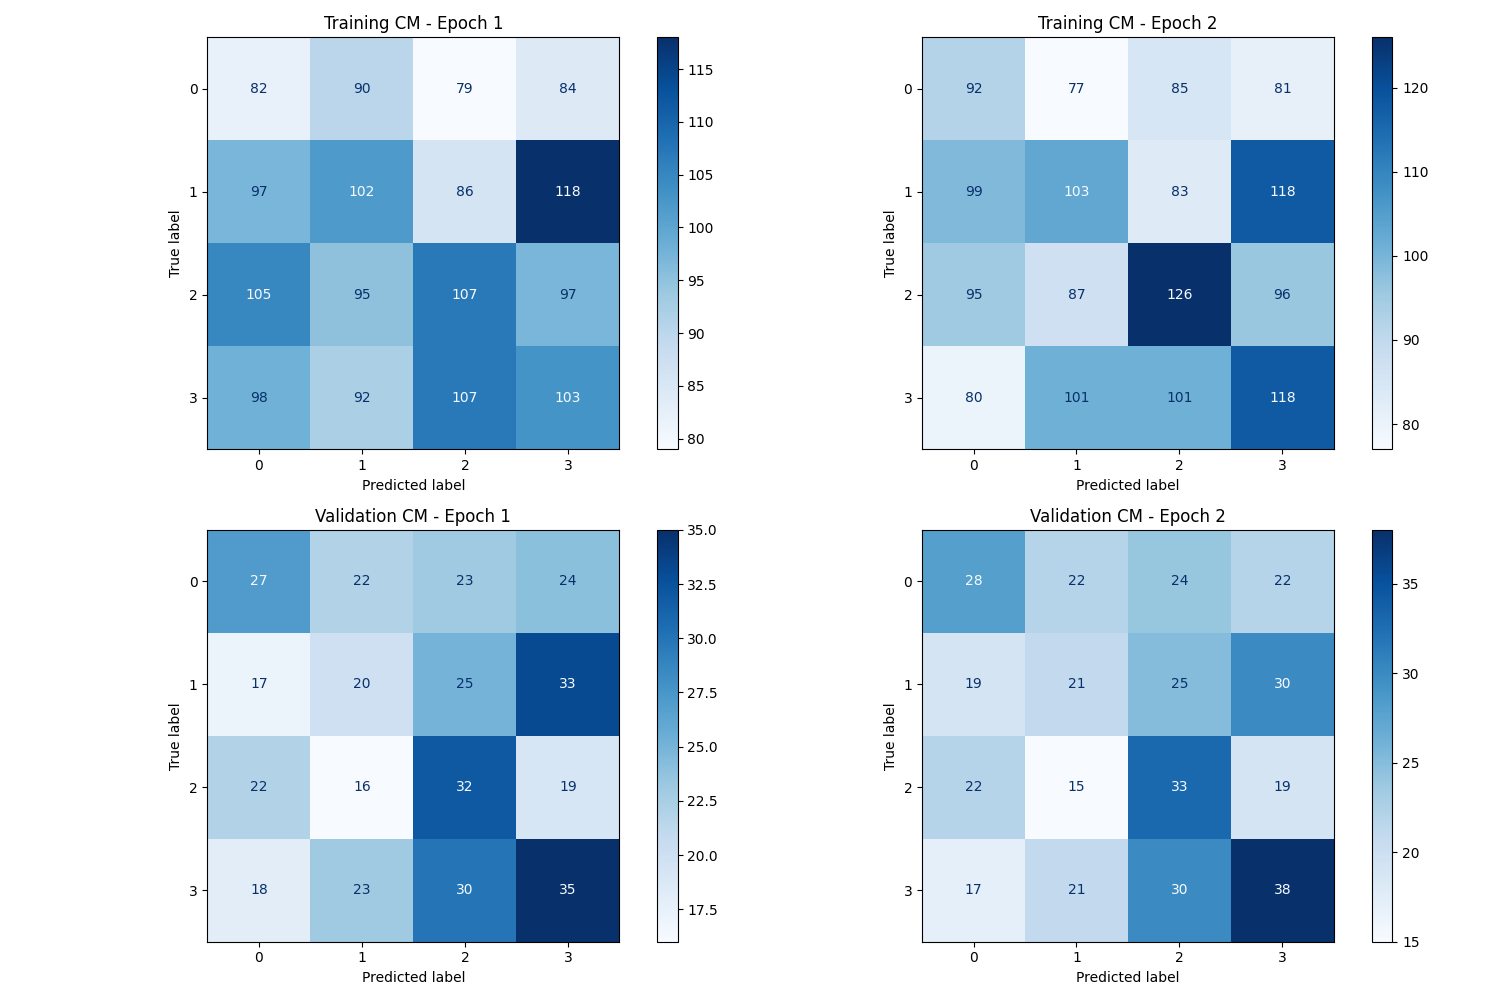 Training CM - Epoch 1
0 82 90 79 84
1 97 102 86 118
2 105 95 107 97
3 98 92 107 103
0 1 2 3
Predicted label
True label
115
110
105
100
95
90
85
80
Training CM - Epoch 2
0 92 77 85 81
1 99 103 83 118
2 95 87 126 96
3 80 101 101 118
0 1 2 3
Predicted label
True label
120
110
100
90
80
Validation CM - Epoch 1
0 27 22 23 24
1 17 20 25 33
2 22 16 32 19
3 18 23 30 35
0 1 2 3
Predicted label
True label
35.0
32.5
30.0
27.5
25.0
22.5
20.0
17.5
Validation CM - Epoch 2
0 28 22 24 22
1 19 21 25 30
2 22 15 33 19
3 17 21 30 38
0 1 2 3
Predicted label
True label
35
30
25
20
15